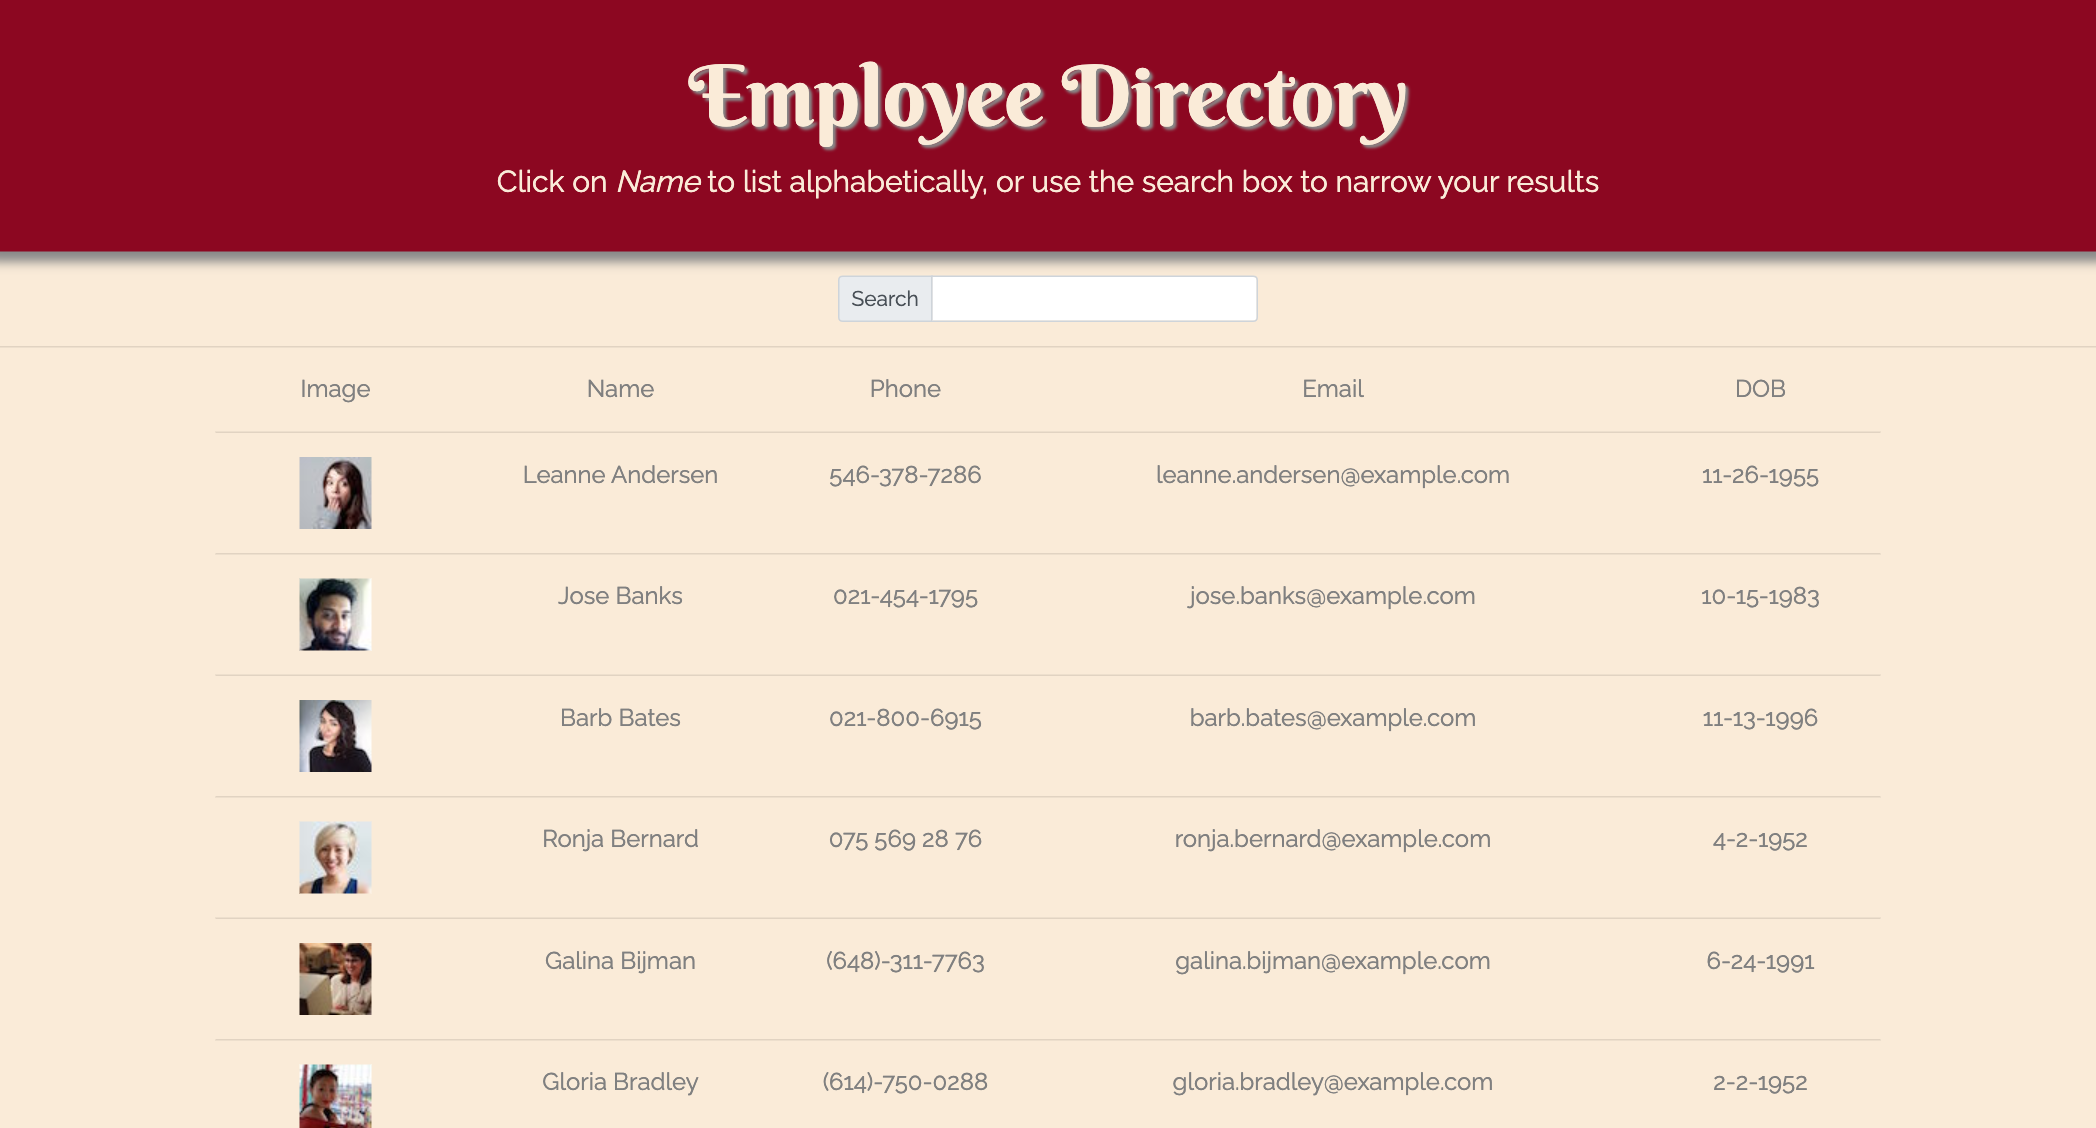 Employee Directory
Click on Name to list alphabetically, or use the search box to narrow your results
Search
Image Name Phone Email DOB
Leanne Andersen 546-378-7286 leanne.andersen@example.com 11-26-1955
Jose Banks 021-454-1795 jose.banks@example.com 10-15-1983
Barb Bates 021-800-6915 barb.bates@example.com 11-13-1996
Ronja Bernard 075 569 28 76 ronja.bernard@example.com 4-2-1952
Galina Bijman (648)-311-7763 galina.bijman@example.com 6-24-1991
Gloria Bradley (614)-750-0288 gloria.bradley@example.com 2-2-1952